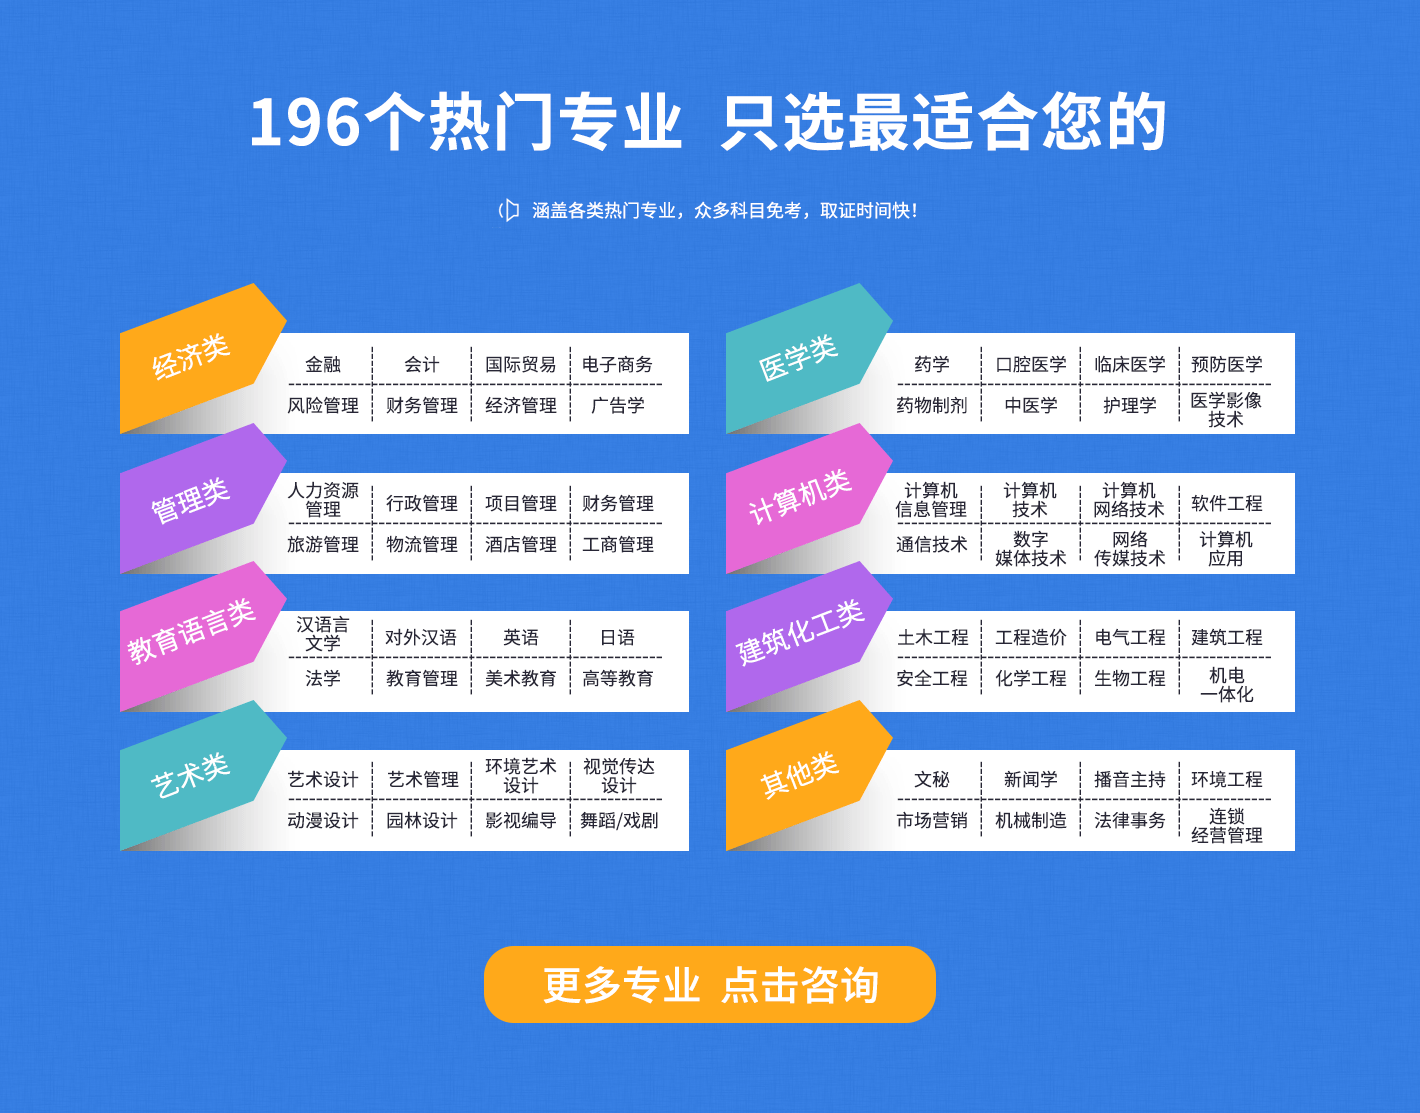 196个热门专业 只选最适合您的
涵盖各类热门专业，众多科目免考，取证时间快！
经济类
金融 会计 国际贸易 电子商务
风险管理 财务管理 经济管理 广告学
医学类
药学 口腔医学 临床医学 预防医学
药物制剂 中医学 护理学 医学影像
技术
管理类
人力资源
管理 行政管理 项目管理 财务管理
旅游管理 物流管理 酒店管理 工商管理
计算机类
计算机
信息管理 计算机
技术 计算机
网络技术 软件工程
通信技术 数字
媒体技术 网络
传媒技术 计算机
应用
教育语言类
汉语言
文学 对外汉语 英语 日语
法学 教育管理 美术教育 高等教育
建筑化工类
土木工程 工程造价 电气工程 建筑工程
安全工程 化学工程 生物工程 机电
一体化
艺术类
艺术设计 艺术管理 环境艺术
设计 视觉传达
设计
动漫设计 园林设计 影视编导 舞蹈/戏剧
其他类
文秘 新闻学 播音主持 环境工程
市场营销 机械制造 法律事务 连锁
经营管理
更多专业 点击咨询